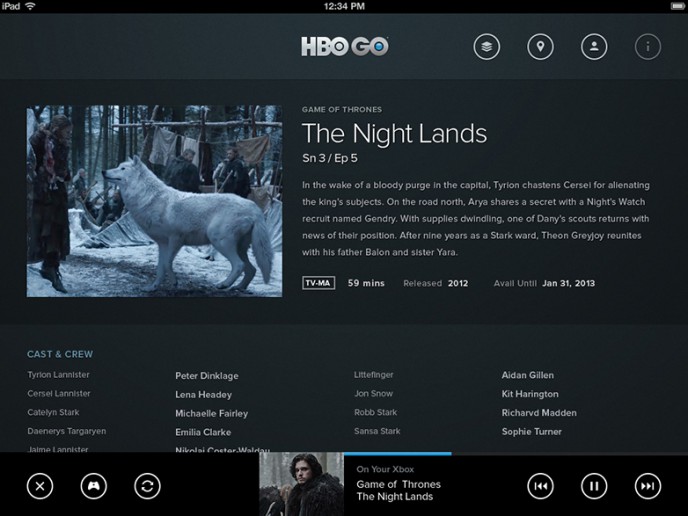 iPad
12:34 PM
HBO GO
GAME OF THRONES
The Night Lands
Sn 3 / Ep 5
In the wake of a bloody purge in the capital, Tyrion chastens Cersei for alienating
the king's subjects. On the road north, Arya shares a secret with a Night's Watch
recruit named Gendry. With supplies dwindling, one of Dany's scouts returns with
news of their position. After nine years as a Stark ward, Theon Greyjoy reunites
with his father Balon and sister Yara.
TV-MA 59 mins Released 2012 Avail Until Jan 31, 2013
CAST & CREW
Tyrion Lannister Peter Dinklage Littlefinger Aidan Gillen
Cersei Lannister Lena Headey Jon Snow Kit Harington
Catelyn Stark Michaelle Fairley Robb Stark Richarvd Madden
Daenerys Targaryen Emilia Clarke Sansa Stark Sophie Turner
Jaime Lannister Nikolaj Coster-Waldau
On Your Xbox
Game of Thrones
The Night Lands